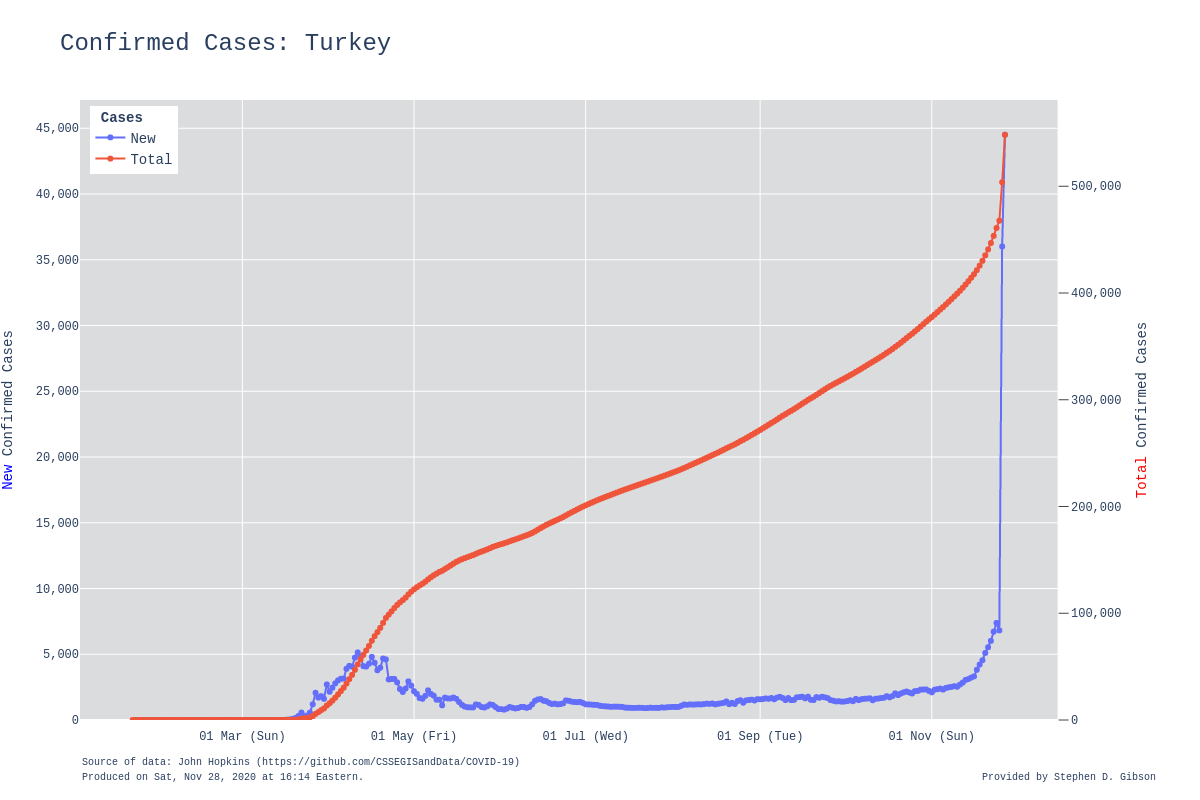 Confirmed Cases: Turkey
Cases
New
Total
45,000
40,000
35,000
30,000
25,000
20,000
15,000
10,000
5,000
0
New Confirmed Cases
500,000
400,000
300,000
200,000
100,000
0
Total Confirmed Cases
01 Mar (Sun)
01 May (Fri)
01 Jul (Wed)
01 Sep (Tue)
01 Nov (Sun)
Source of data: John Hopkins (https://github.com/CSSEGISandData/COVID-19)
Produced on Sat, Nov 28, 2020 at 16:14 Eastern.
Provided by Stephen D. Gibson